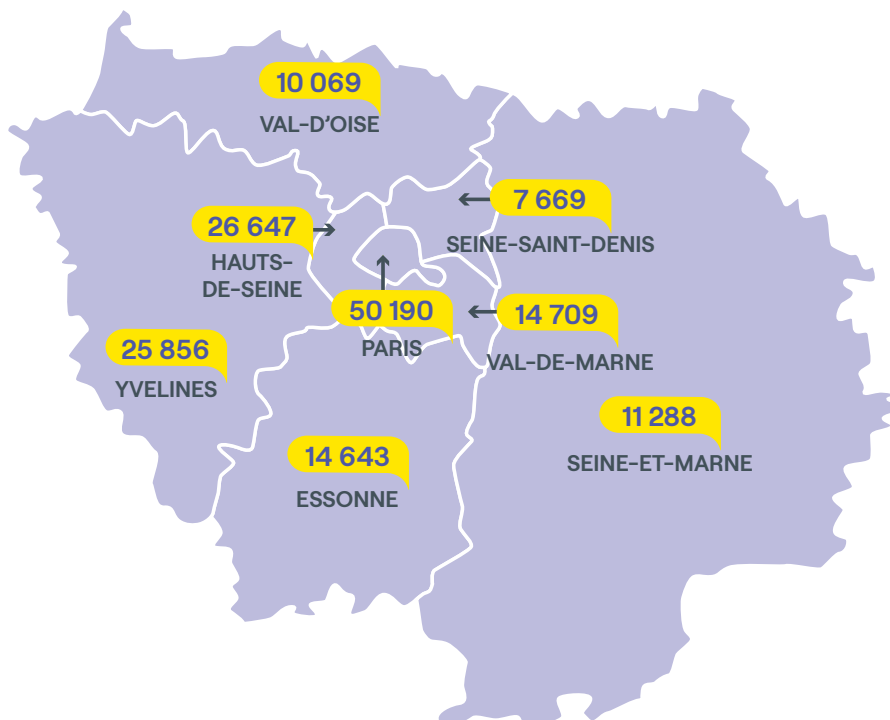 10 069
VAL-D'OISE
7 669
SEINE-SAINT-DENIS
26 647
HAUTS-
DE-SEINE
50 190
PARIS
14 709
VAL-DE-MARNE
25 856
YVELINES
11 288
SEINE-ET-MARNE
14 643
ESSONNE